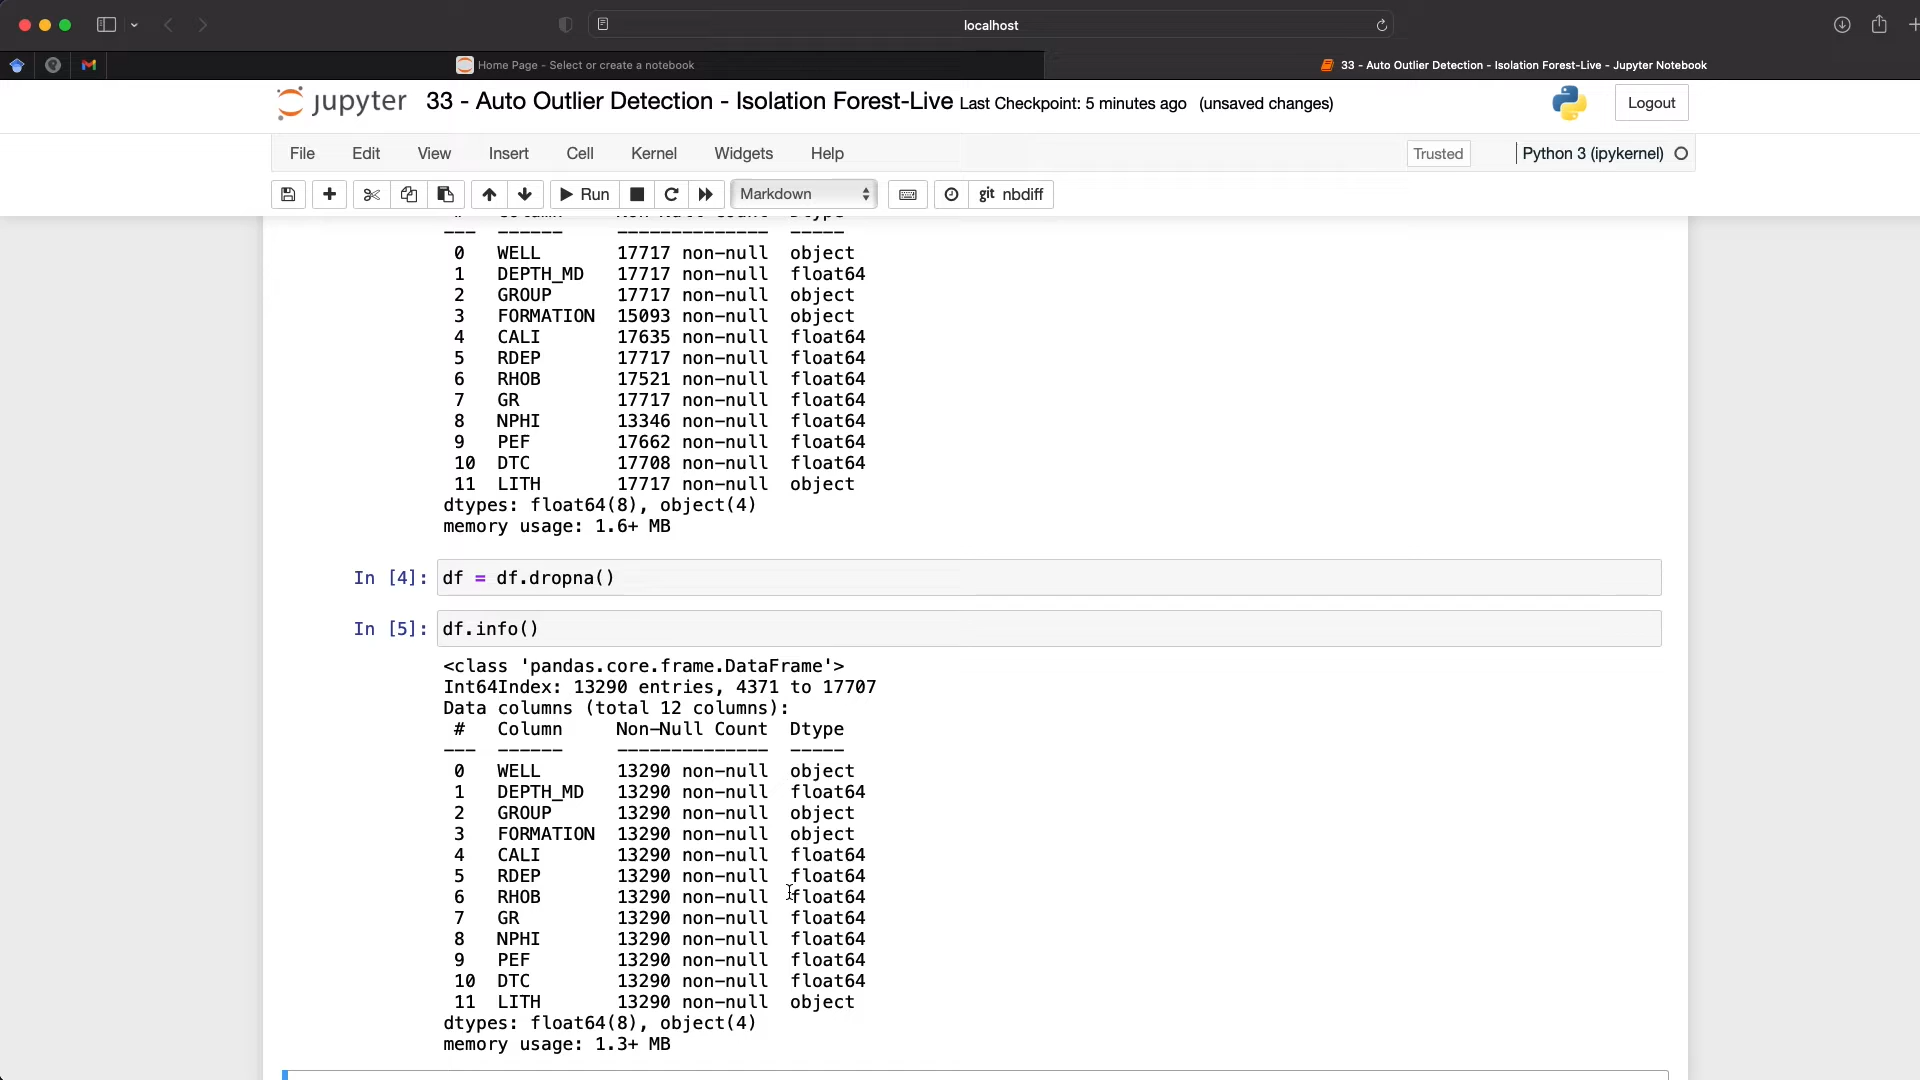 localhost
Home Page - Select or create a notebook
33 - Auto Outlier Detection - Isolation Forest-Live - Jupyter Notebook
jupyter 33 - Auto Outlier Detection - Isolation Forest-Live Last Checkpoint: 5 minutes ago (unsaved changes)
Logout
File Edit View Insert Cell Kernel Widgets Help
Trusted
Python 3 (ipykernel)
Run Markdown git nbdiff
# Column Non-Null Count Dtype
--- ------ -------------- -----
0 WELL 17717 non-null object
1 DEPTH_MD 17717 non-null float64
2 GROUP 17717 non-null object
3 FORMATION 15093 non-null object
4 CALI 17635 non-null float64
5 RDEP 17717 non-null float64
6 RHOB 17521 non-null float64
7 GR 17717 non-null float64
8 NPHI 13346 non-null float64
9 PEF 17662 non-null float64
10 DTC 17708 non-null float64
11 LITH 17717 non-null object
dtypes: float64(8), object(4)
memory usage: 1.6+ MB
In [4]: df = df.dropna()
In [5]: df.info()
<class 'pandas.core.frame.DataFrame'>
Int64Index: 13290 entries, 4371 to 17707
Data columns (total 12 columns):
# Column Non-Null Count Dtype
--- ------ -------------- -----
0 WELL 13290 non-null object
1 DEPTH_MD 13290 non-null float64
2 GROUP 13290 non-null object
3 FORMATION 13290 non-null object
4 CALI 13290 non-null float64
5 RDEP 13290 non-null float64
6 RHOB 13290 non-null float64
7 GR 13290 non-null float64
8 NPHI 13290 non-null float64
9 PEF 13290 non-null float64
10 DTC 13290 non-null float64
11 LITH 13290 non-null object
dtypes: float64(8), object(4)
memory usage: 1.3+ MB